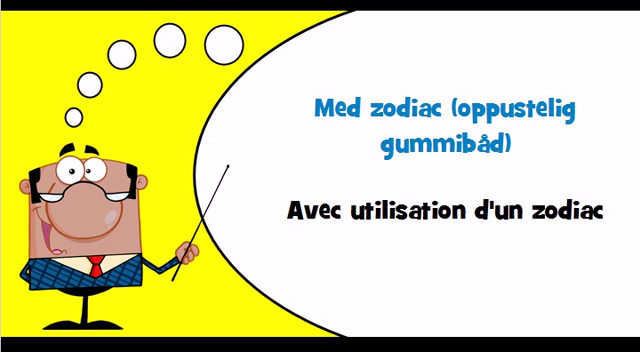 Med zodiac (oppustelig
gummibåd)
Avec utilisation d'un zodiac